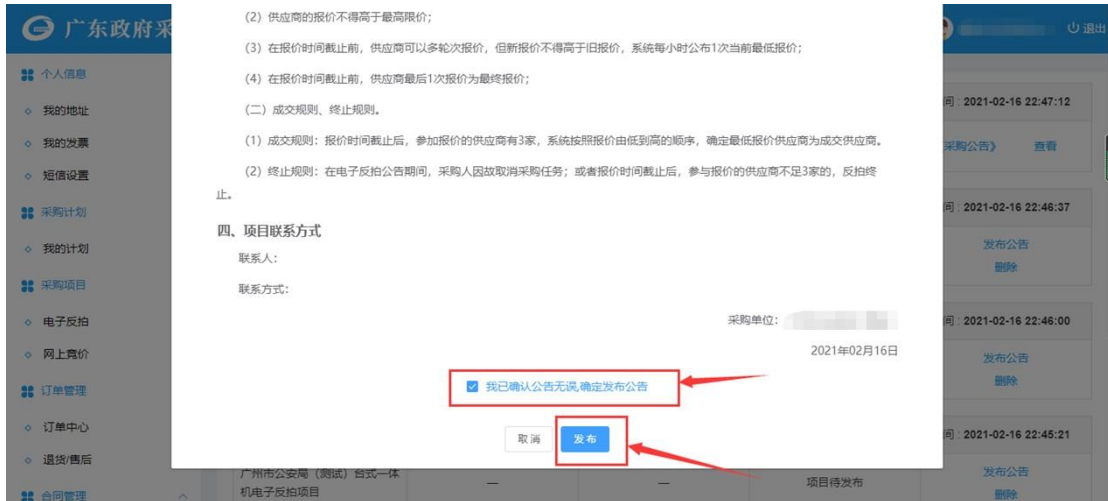 广东政府采
退出
（2）供应商的报价不得高于最高限价；
（3）在报价时间截止前，供应商可以多轮次报价，但新报价不得高于旧报价，系统每小时公布1次当前最低报价；
（4）在报价时间截止前，供应商最后1次报价为最终报价；
（二）成交规则、终止规则。
（1）成交规则：报价时间截止后，参加报价的供应商有3家，系统按照报价由低到高的顺序，确定最低报价供应商为成交供应商。
（2）终止规则：在电子反拍公告期间，采购人因故取消采购任务；或者报价时间截止后，参与报价的供应商不足3家的，反拍终
止。
四、项目联系方式
联系人：
联系方式：
采购单位：
2021年02月16日
我已确认公告无误,确定发布公告
取消
发布
个人信息
我的地址
我的发票
短信设置
采购计划
我的计划
采购项目
电子反拍
网上竞价
订单管理
订单中心
退货/售后
合同管理
间：2021-02-16 22:47:12
采购公告》 查看
间：2021-02-16 22:46:37
发布公告
删除
间：2021-02-16 22:46:00
发布公告
删除
间：2021-02-16 22:45:21
发布公告
删除
广州市公安局（测试）台式一体
机电子反拍项目
—
—
项目待发布